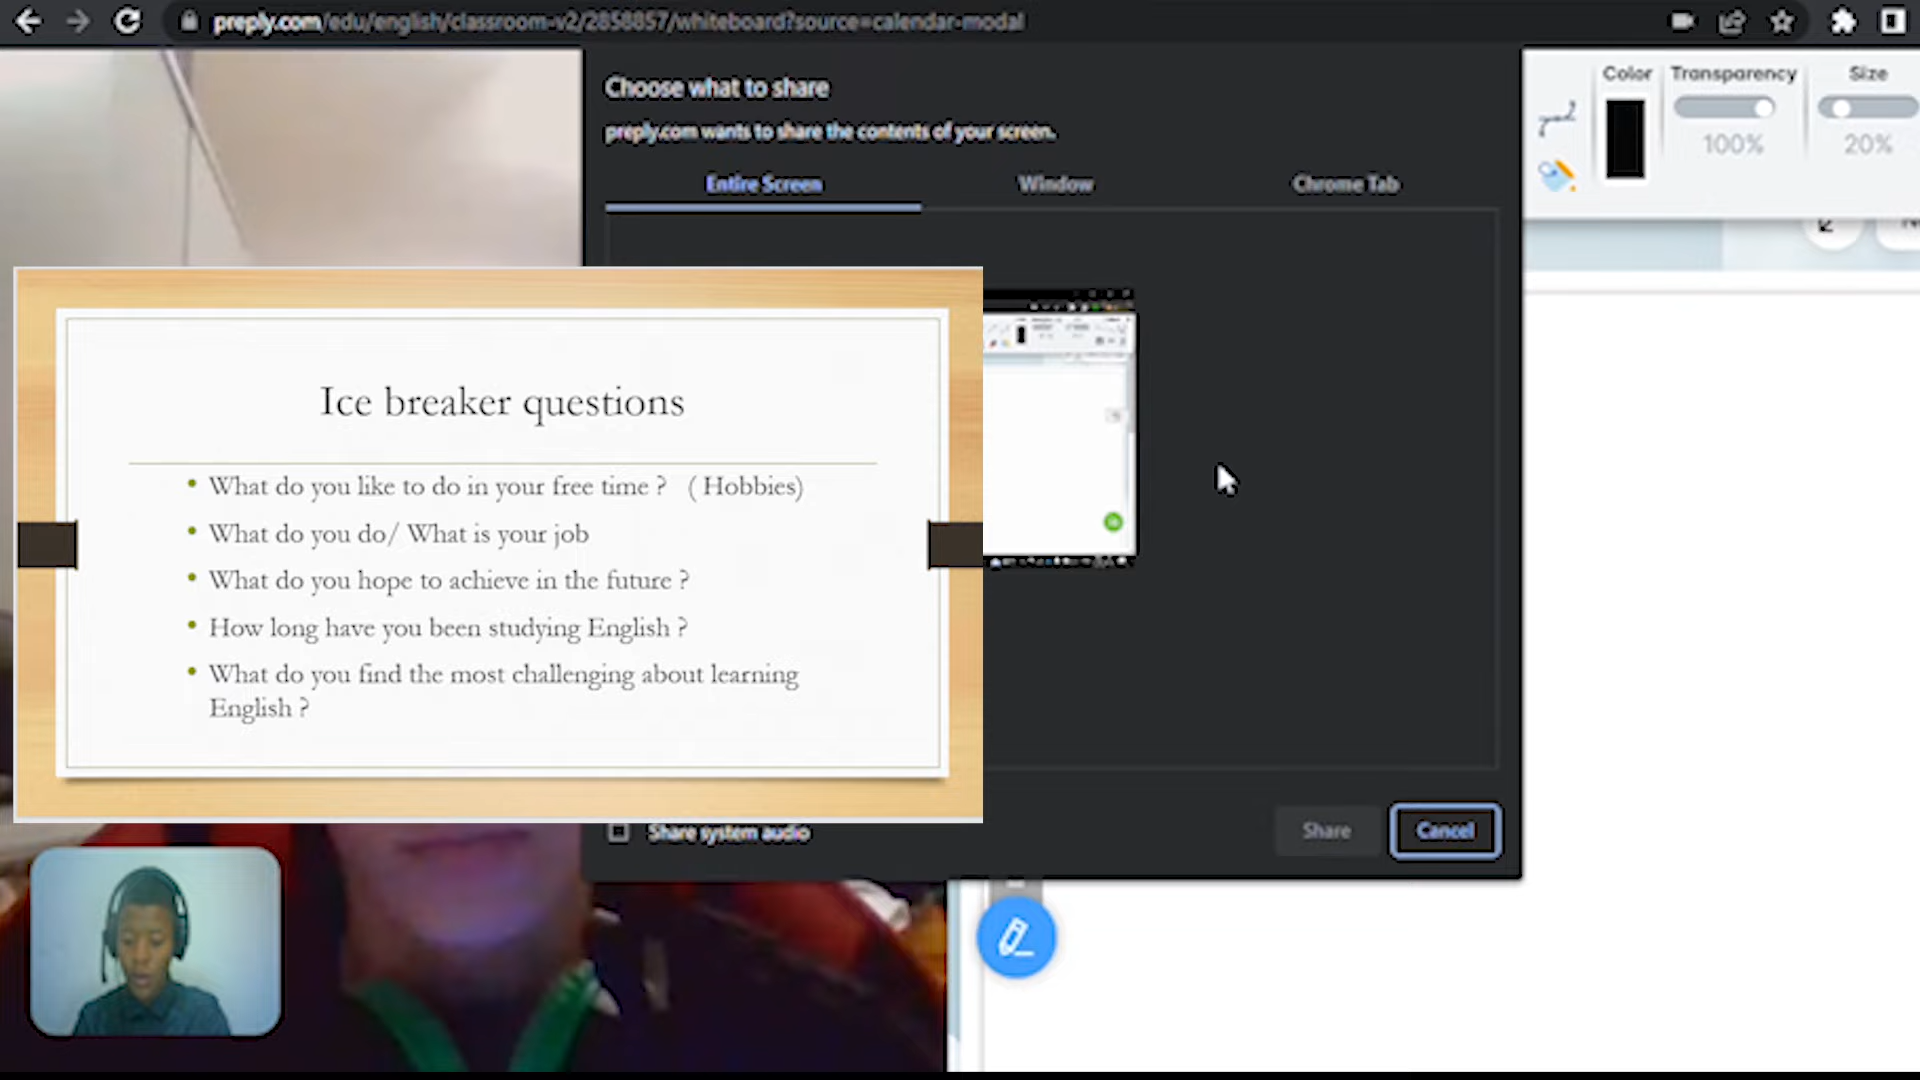 preply.com/edu/english/classroom-v2/2858857/whiteboard?source=calendar-modal
Choose what to share
preply.com wants to share the contents of your screen.
Entire Screen
Window
Chrome Tab
Color
Transparency
Size
100%
20%
Ice breaker questions
• What do you like to do in your free time ? ( Hobbies)
• What do you do/ What is your job
• What do you hope to achieve in the future ?
• How long have you been studying English ?
• What do you find the most challenging about learning
English ?
Share system audio
Share
Cancel